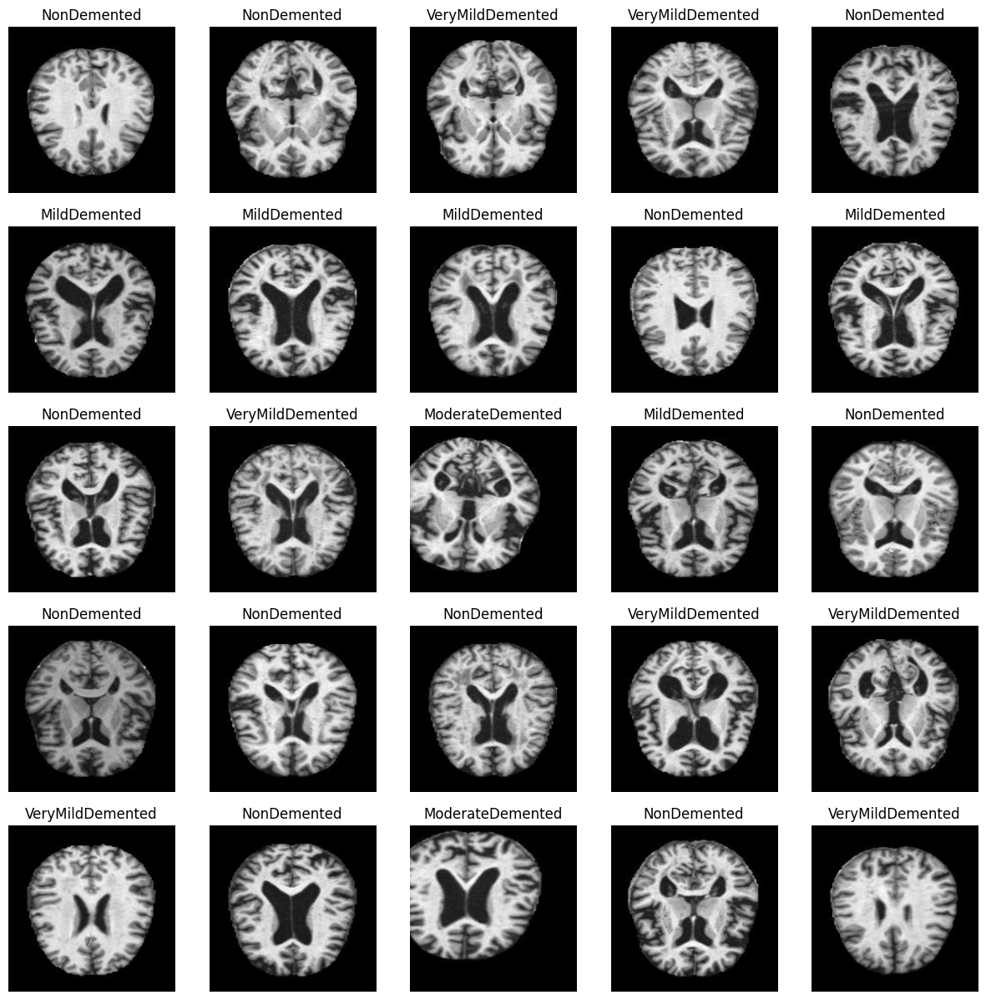 NonDemented NonDemented VeryMildDemented VeryMildDemented NonDemented
MildDemented MildDemented MildDemented NonDemented MildDemented
NonDemented VeryMildDemented ModerateDemented MildDemented NonDemented
NonDemented NonDemented NonDemented VeryMildDemented VeryMildDemented
VeryMildDemented NonDemented ModerateDemented NonDemented VeryMildDemented